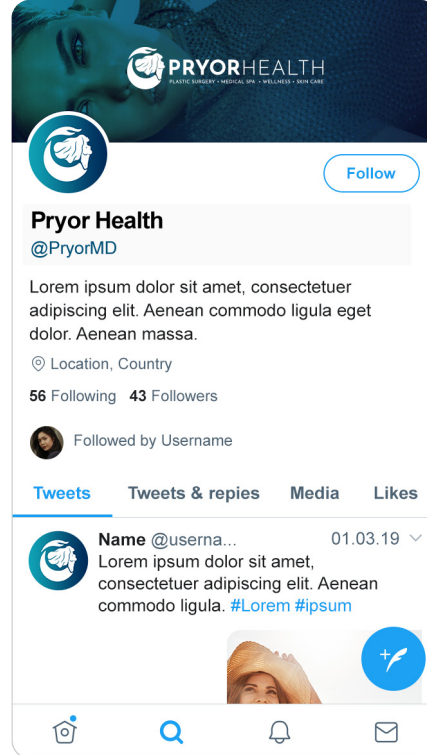 PRYORHEALTH
PLASTIC SURGERY • MEDICAL SPA • WELLNESS • SKIN CARE
Follow
Pryor Health
@PryorMD
Lorem ipsum dolor sit amet, consectetuer
adipiscing elit. Aenean commodo ligula eget
dolor. Aenean massa.
Location, Country
56 Following 43 Followers
Followed by Username
Tweets Tweets & repies Media Likes
Name @userna... 01.03.19
Lorem ipsum dolor sit amet,
consectetuer adipiscing elit. Aenean
commodo ligula. #Lorem #ipsum